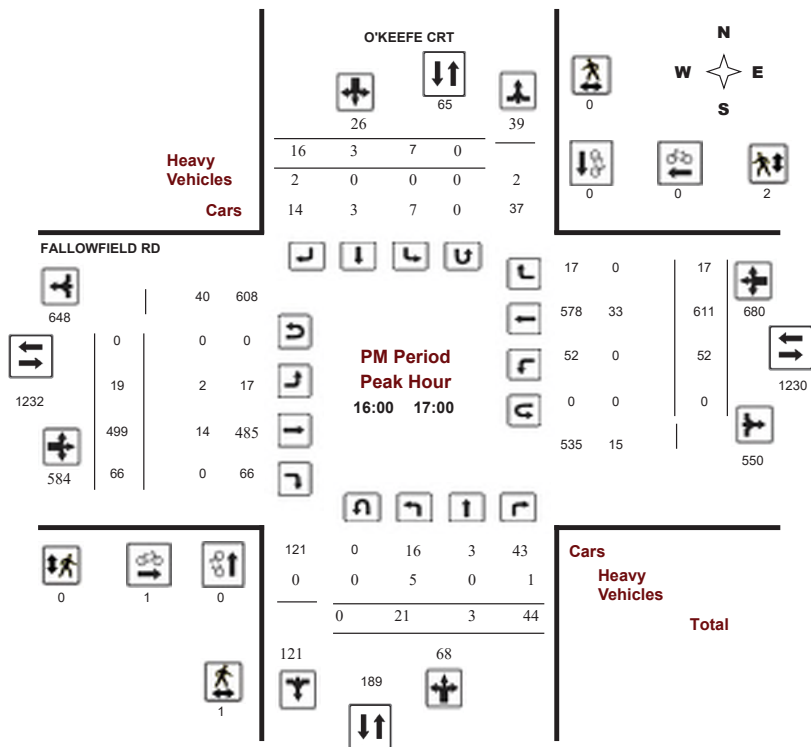 O'KEEFE CRT
N
W E
S
65
0
26 39
16 3 7 0
Heavy
Vehicles
2 0 0 0 2
Cars
14 3 7 0 37
0 0 2
FALLOWFIELD RD
648
40 608
17 0 17
578 33 611 680
0 0 0
PM Period
Peak Hour
16:00 17:00
52 0 52
1232
19 2 17
1230
0 0 0
499 14 485
535 15
550
584
66 0 66
121 0 16 3 43
Cars
0 0 5 0 1
Heavy
Vehicles
0 21 3 44
Total
0 1 0
121 68
189
1